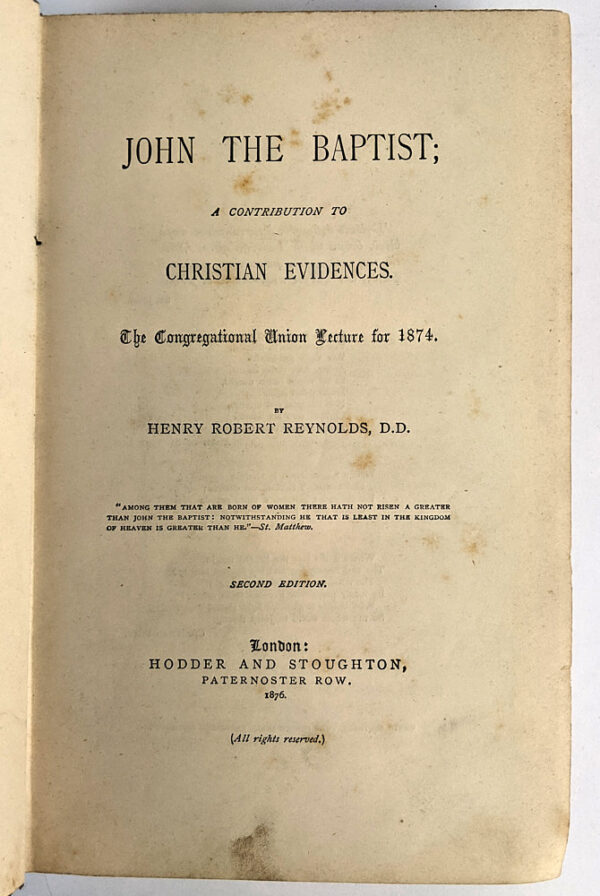 JOHN THE BAPTIST;
A CONTRIBUTION TO
CHRISTIAN EVIDENCES.
The Congregational Union Lecture for 1874.
BY
HENRY ROBERT REYNOLDS, D.D.
"AMONG THEM THAT ARE BORN OF WOMEN THERE HATH NOT RISEN A GREATER
THAN JOHN THE BAPTIST: NOTWITHSTANDING HE THAT IS LEAST IN THE KINGDOM
OF HEAVEN IS GREATER THAN HE."—St. Matthew.
SECOND EDITION.
London:
HODDER AND STOUGHTON,
PATERNOSTER ROW.
1876.
(All rights reserved.)